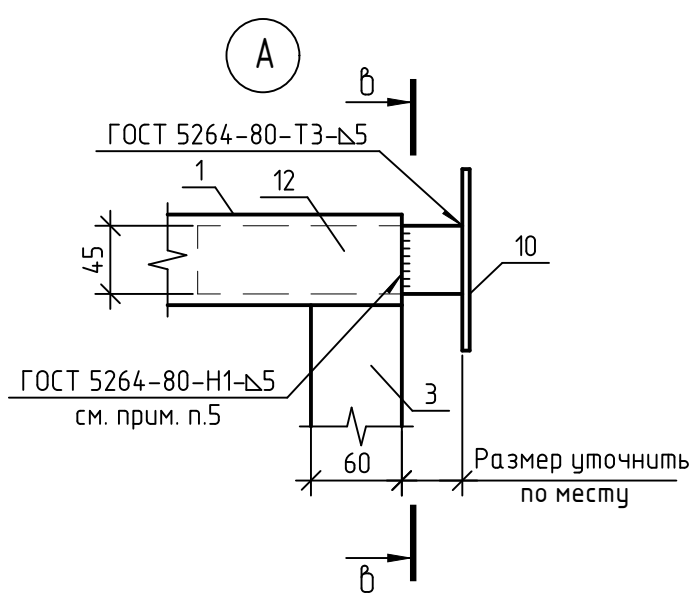 А
в
ГОСТ 5264-80-Т3-⊿5
1
12
10
45
ГОСТ 5264-80-Н1-⊿5
см. прим. п.5
3
60
Размер уточнить
по месту
в